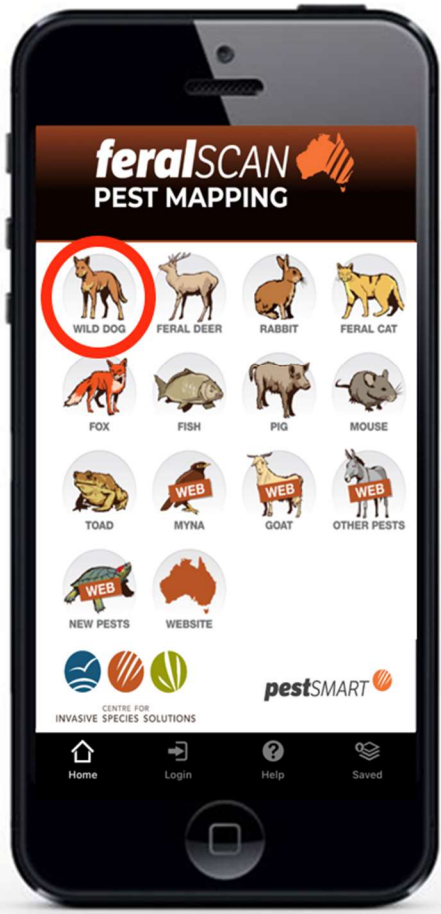 feralSCAN
PEST MAPPING
WILD DOG
FERAL DEER
RABBIT
FERAL CAT
FOX
FISH
PIG
MOUSE
TOAD
WEB
MYNA
WEB
GOAT
WEB
OTHER PESTS
WEB
NEW PESTS
WEBSITE
CENTRE FOR
INVASIVE SPECIES SOLUTIONS
pestSMART
Home
Login
Help
Saved